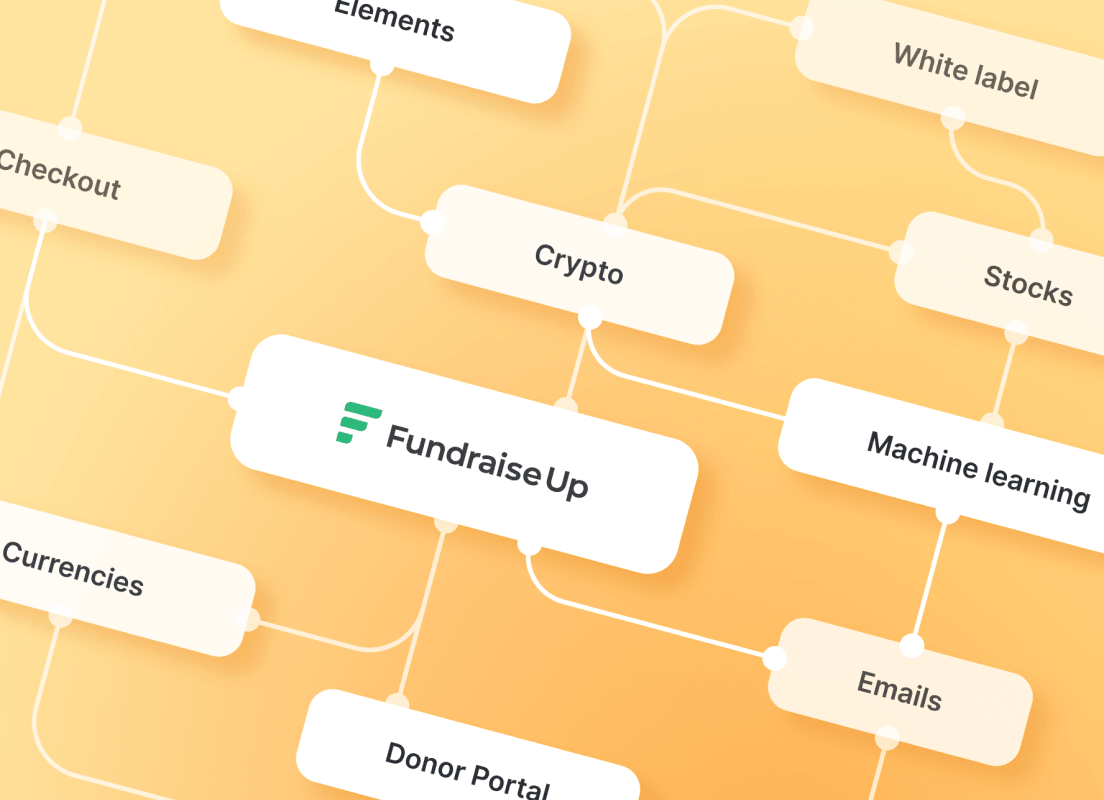 Elements
White label
Checkout
Crypto
Stocks
Fundraise Up
Machine learning
Currencies
Emails
Donor Portal